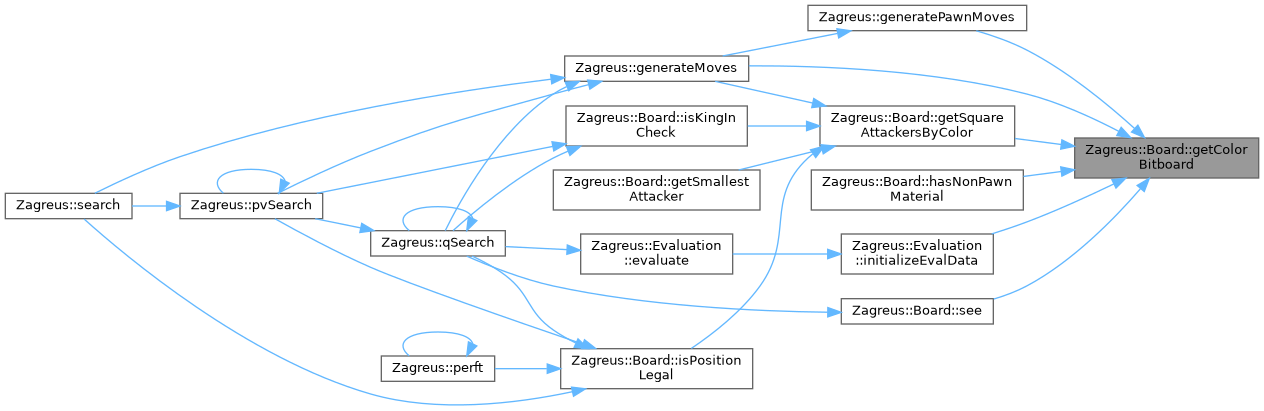 Zagreus::generatePawnMoves
Zagreus::generateMoves
Zagreus::Board::isKingIn
Check
Zagreus::Board::getSquare
AttackersByColor
Zagreus::Board::getColor
Bitboard
Zagreus::Board::getSmallest
Attacker
Zagreus::Board::hasNonPawn
Material
Zagreus::search
Zagreus::pvSearch
Zagreus::qSearch
Zagreus::Evaluation
::evaluate
Zagreus::Evaluation
::initializeEvalData
Zagreus::Board::see
Zagreus::perft
Zagreus::Board::isPosition
Legal